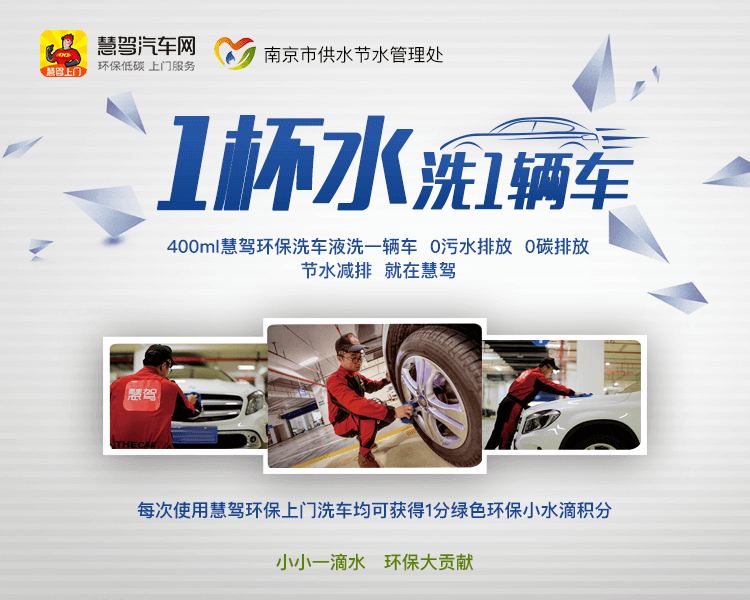 慧驾汽车网
环保低碳 上门服务
慧驾上门
南京市供水节水管理处
1杯水 洗1辆车
400ml慧驾环保洗车液洗一辆车 0污水排放 0碳排放
节水减排 就在慧驾
慧驾
THECAR
每次使用慧驾环保上门洗车均可获得1分绿色环保小水滴积分
小小一滴水 环保大贡献